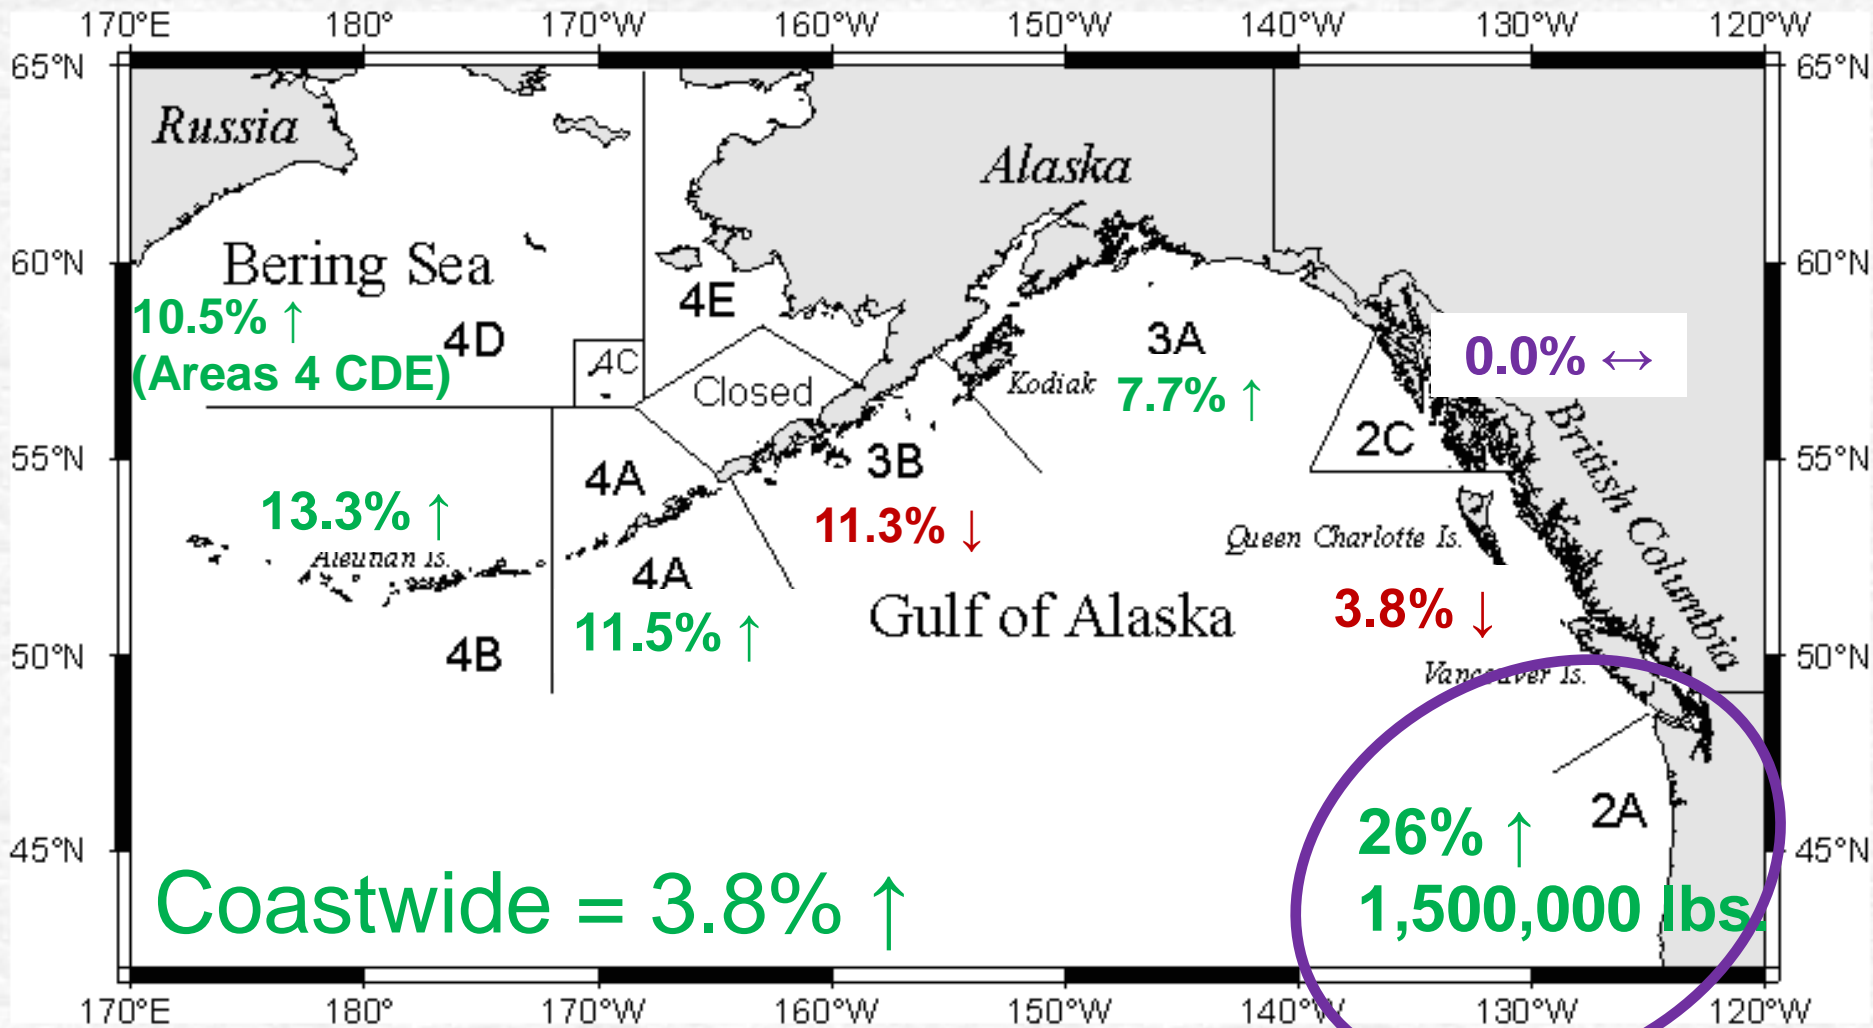 170°E 180° 170°W 160°W 150°W 140°W 130°W 120°W
65°N 65°N
Russia
Alaska
60°N 60°N
Bering Sea
4E
10.5% ↑
4D
(Areas 4 CDE)
4C
Closed
Kodiak
3A
7.7% ↑
0.0% ↔
2C
British Columbia
55°N 55°N
3B
4A
13.3% ↑
11.3% ↓
Aleutian Is.
Queen Charlotte Is.
4A
3.8% ↓
11.5% ↑
Gulf of Alaska
50°N 50°N
4B
Vancouver Is.
2A
26% ↑
45°N 45°N
1,500,000 lbs.
Coastwide = 3.8% ↑
170°E 180° 170°W 160°W 150°W 140°W 130°W 120°W